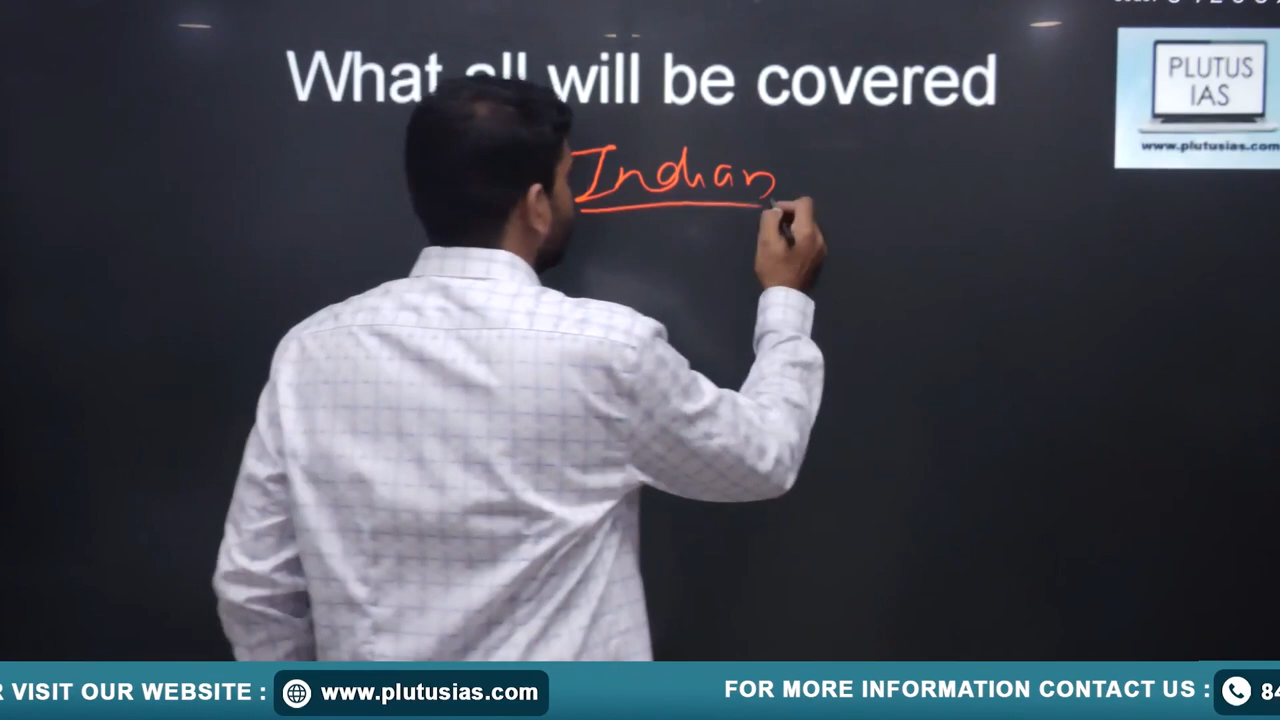 What all will be covered
PLUTUS
IAS
www.plutusias.com
Indian
VISIT OUR WEBSITE :
www.plutusias.com
FOR MORE INFORMATION CONTACT US :
84